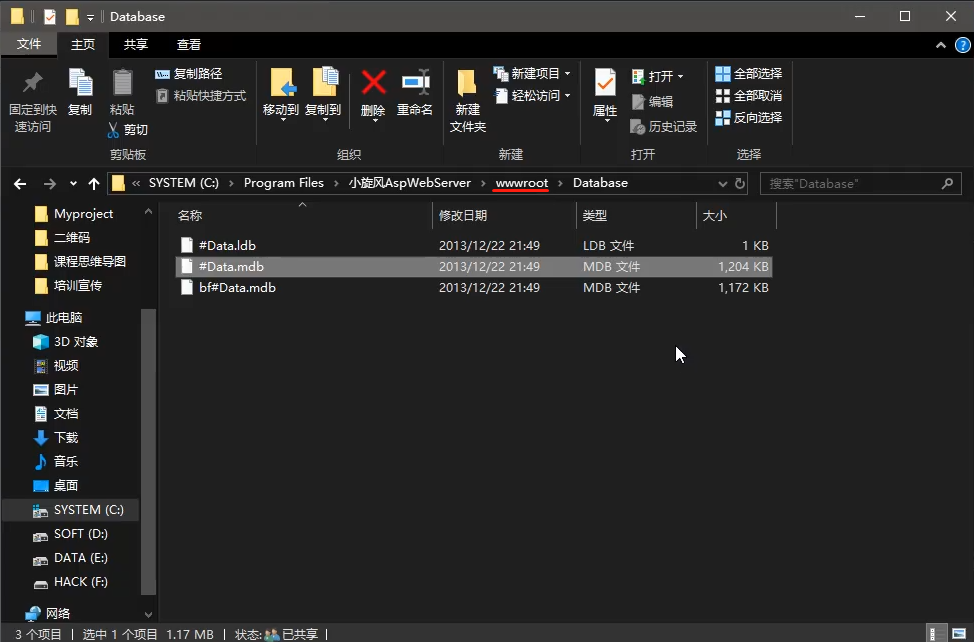 Database
文件 主页 共享 查看
固定到快速访问
复制
粘贴
复制路径
粘贴快捷方式
剪切
剪贴板
移动到
复制到
删除
重命名
组织
新建文件夹
新建项目
轻松访问
新建
属性
打开
编辑
历史记录
打开
全部选择
全部取消
反向选择
选择
« SYSTEM (C:) › Program Files › 小旋风AspWebServer › wwwroot › Database
搜索"Database"
Myproject
二维码
课程思维导图
培训宣传
此电脑
3D 对象
视频
图片
文档
下载
音乐
桌面
SYSTEM (C:)
SOFT (D:)
DATA (E:)
HACK (F:)
网络
名称 修改日期 类型 大小
#Data.ldb 2013/12/22 21:49 LDB 文件 1 KB
#Data.mdb 2013/12/22 21:49 MDB 文件 1,204 KB
bf#Data.mdb 2013/12/22 21:49 MDB 文件 1,172 KB
3 个项目 | 选中 1 个项目 1.17 MB | 状态: 已共享 |